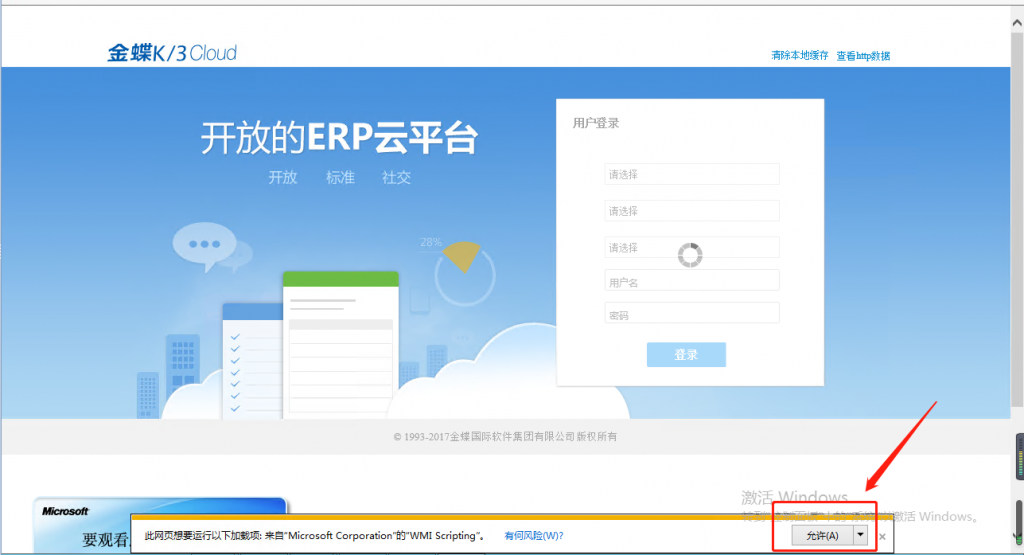 金蝶K/3 Cloud
清除本地缓存 查看http数据
开放的ERP云平台
开放 标准 社交
28%
用户登录
请选择
请选择
请选择
用户名
密码
登录
© 1993-2017金蝶国际软件集团有限公司版权所有
激活 Windows
激活 Windows。
Microsoft
要观看
此网页想要运行以下加载项: 来自"Microsoft Corporation"的"WMI Scripting"。 有何风险(W)? 允许(A) ×